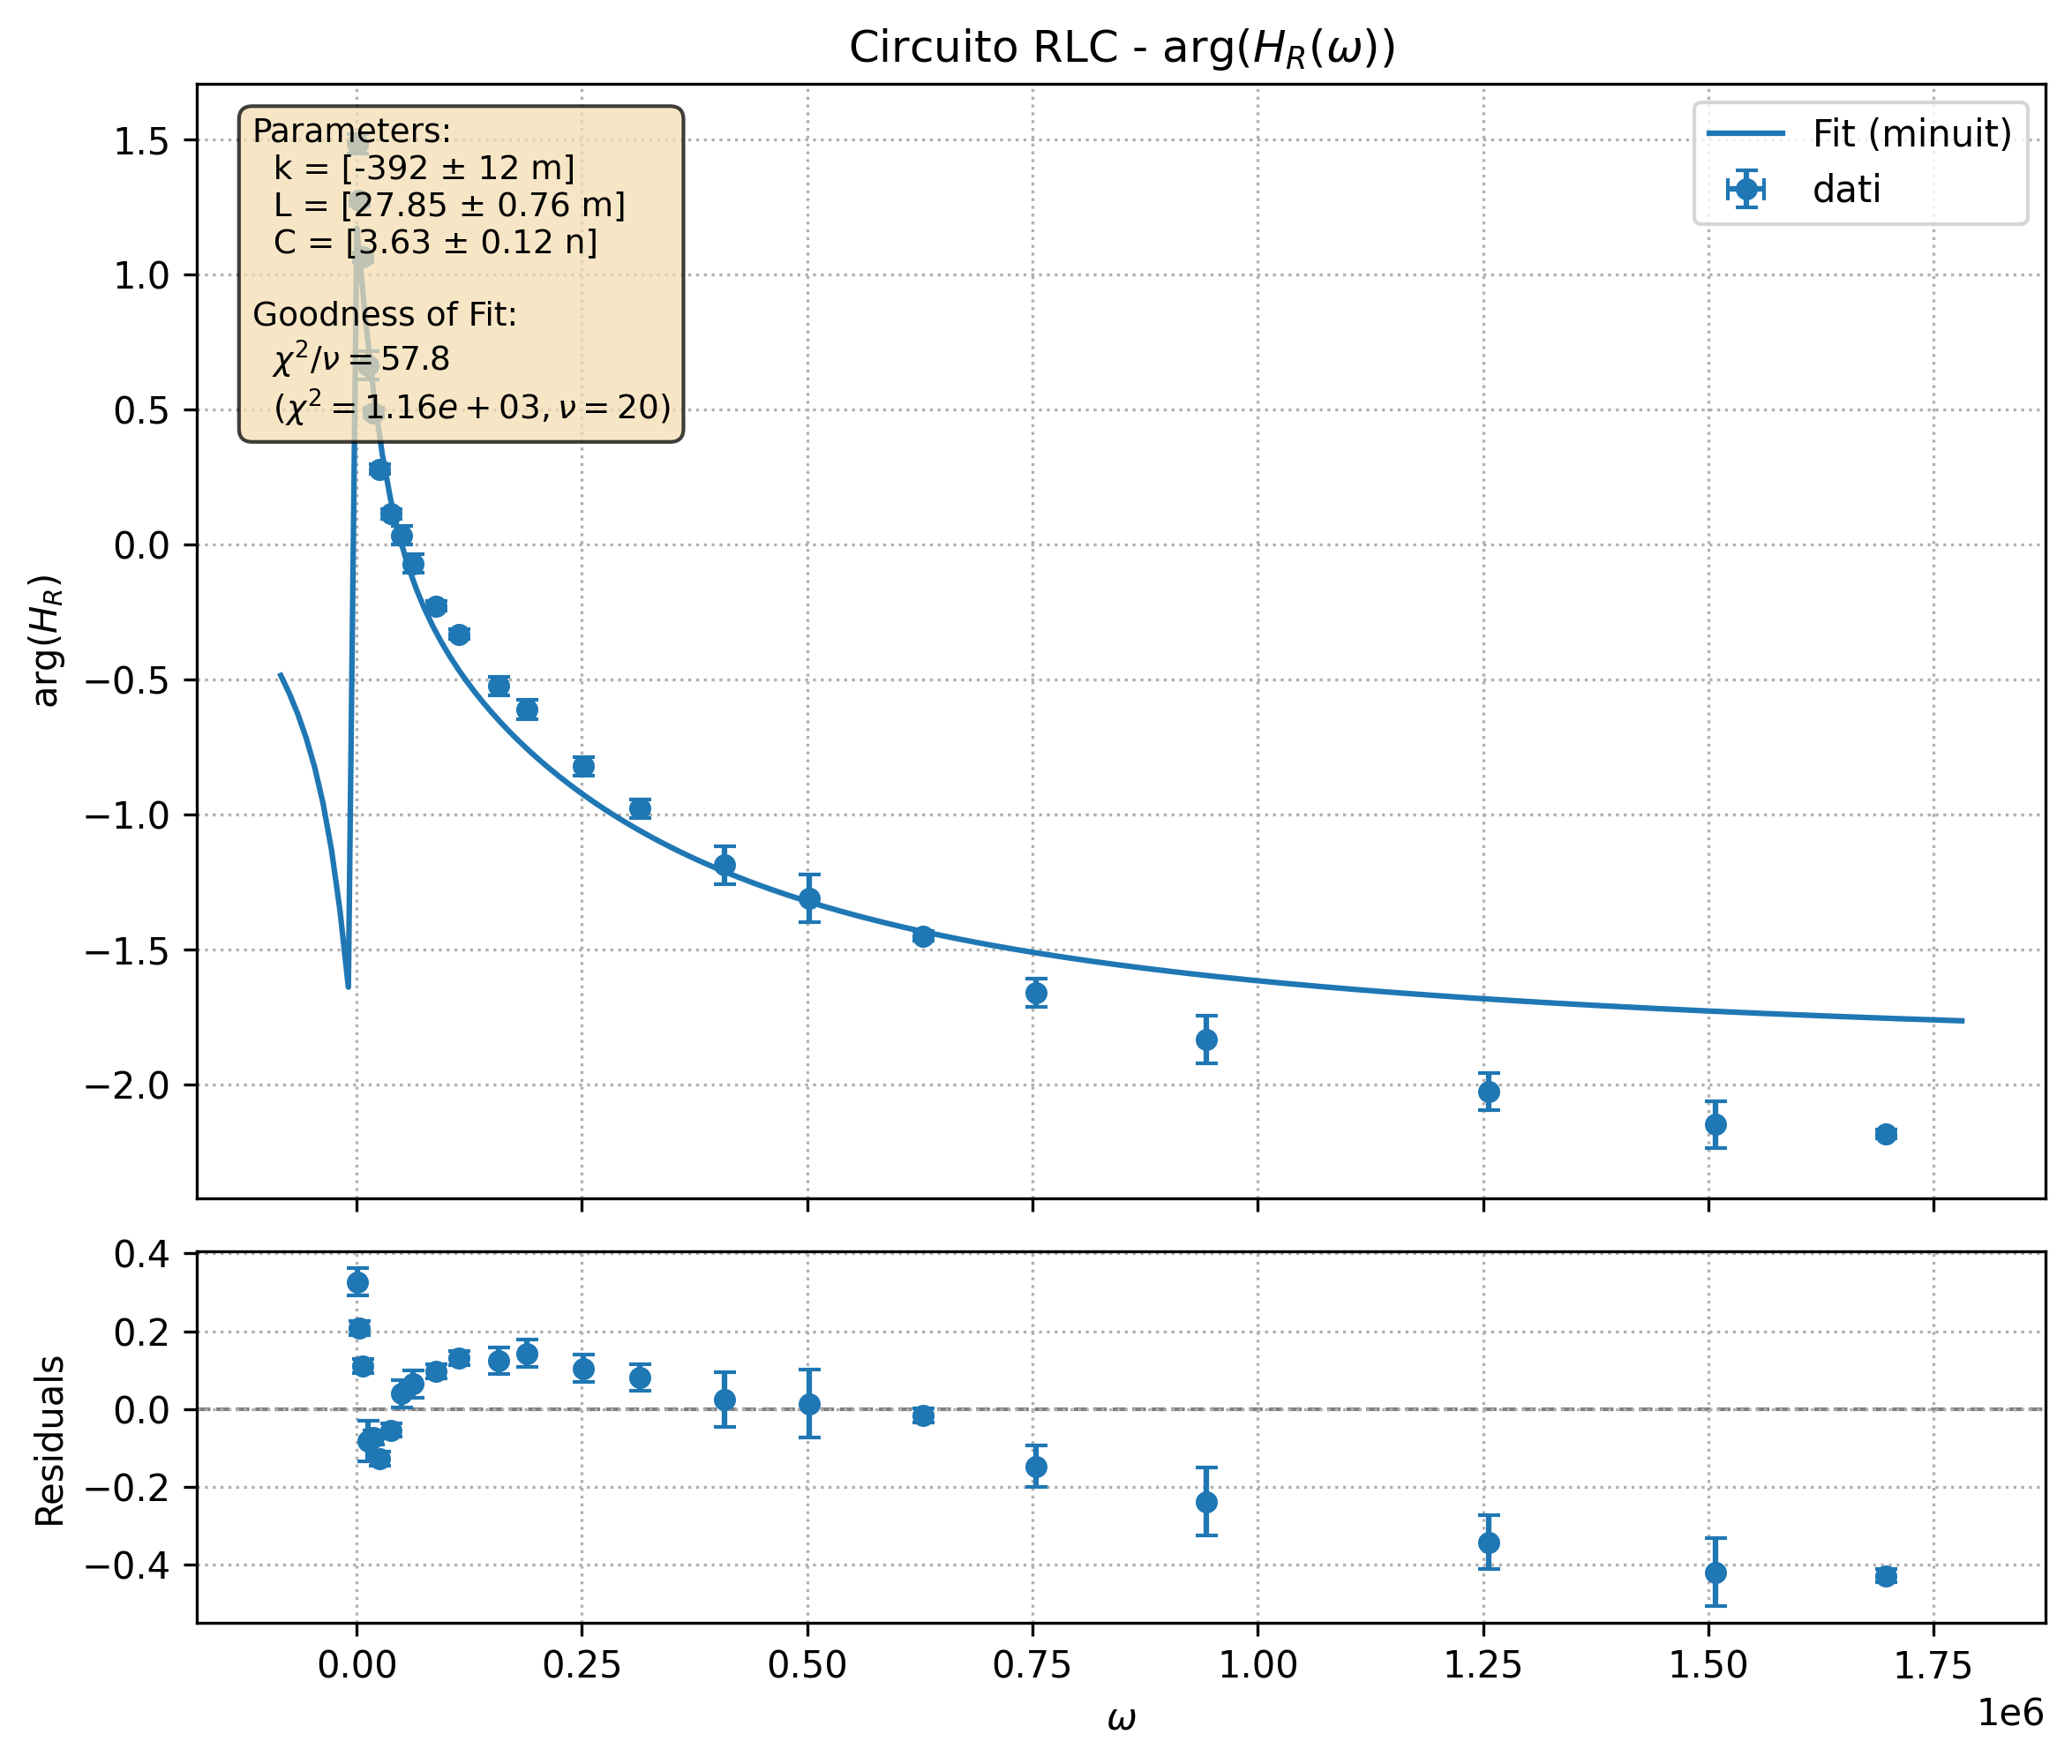 Circuito RLC - arg(H_R(ω))
Parameters:
k = [-392 ± 12 m]
L = [27.85 ± 0.76 m]
C = [3.63 ± 0.12 n]
Goodness of Fit:
χ²/ν = 57.8
(χ² = 1.16e + 03, ν = 20)
Fit (minuit)
dati
arg(H_R)
1.5
1.0
0.5
0.0
−0.5
−1.0
−1.5
−2.0
Residuals
0.4
0.2
0.0
−0.2
−0.4
0.00 0.25 0.50 0.75 1.00 1.25 1.50 1.75
1e6
ω